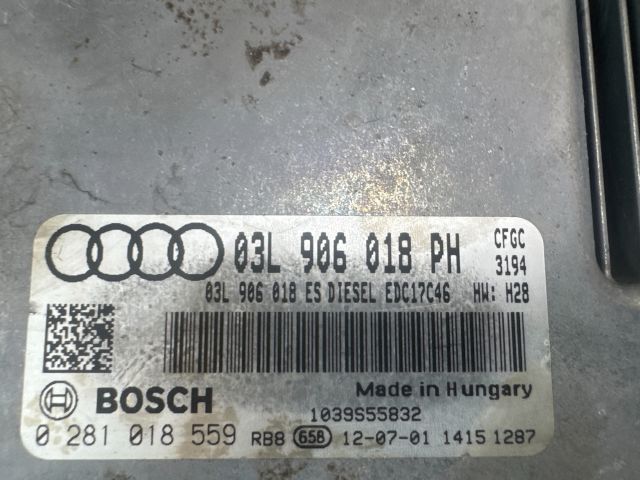 03L 906 018 PH CFGC
3194
03L 906 018 ES DIESEL EDC17C46 HW: H28
BOSCH Made in Hungary
1039S55832
0 281 018 559 RB8 658 12-07-01 1415 1287